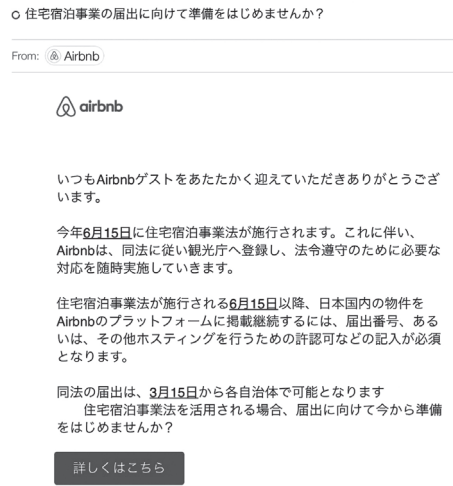 住宅宿泊事業の届出に向けて準備をはじめませんか？
From: Airbnb
airbnb
いつもAirbnbゲストをあたたかく迎えていただきありがとうござ
います。
今年6月15日に住宅宿泊事業法が施行されます。これに伴い、
Airbnbは、同法に従い観光庁へ登録し、法令遵守のために必要な
対応を随時実施していきます。
住宅宿泊事業法が施行される6月15日以降、日本国内の物件を
Airbnbのプラットフォームに掲載継続するには、届出番号、ある
いは、その他ホスティングを行うための許認可などの記入が必須
となります。
同法の届出は、3月15日から各自治体で可能となります
住宅宿泊事業法を活用される場合、届出に向けて今から準備
をはじめませんか？
詳しくはこちら